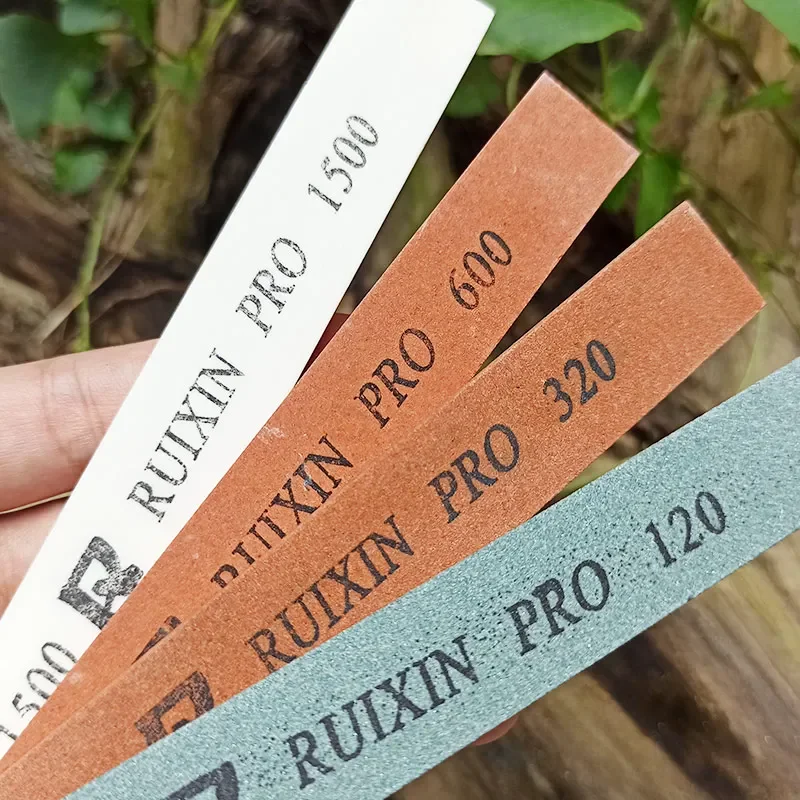 1500
R RUIXIN PRO 1500
RUIXIN PRO 600
R RUIXIN PRO 320
RUIXIN PRO 120